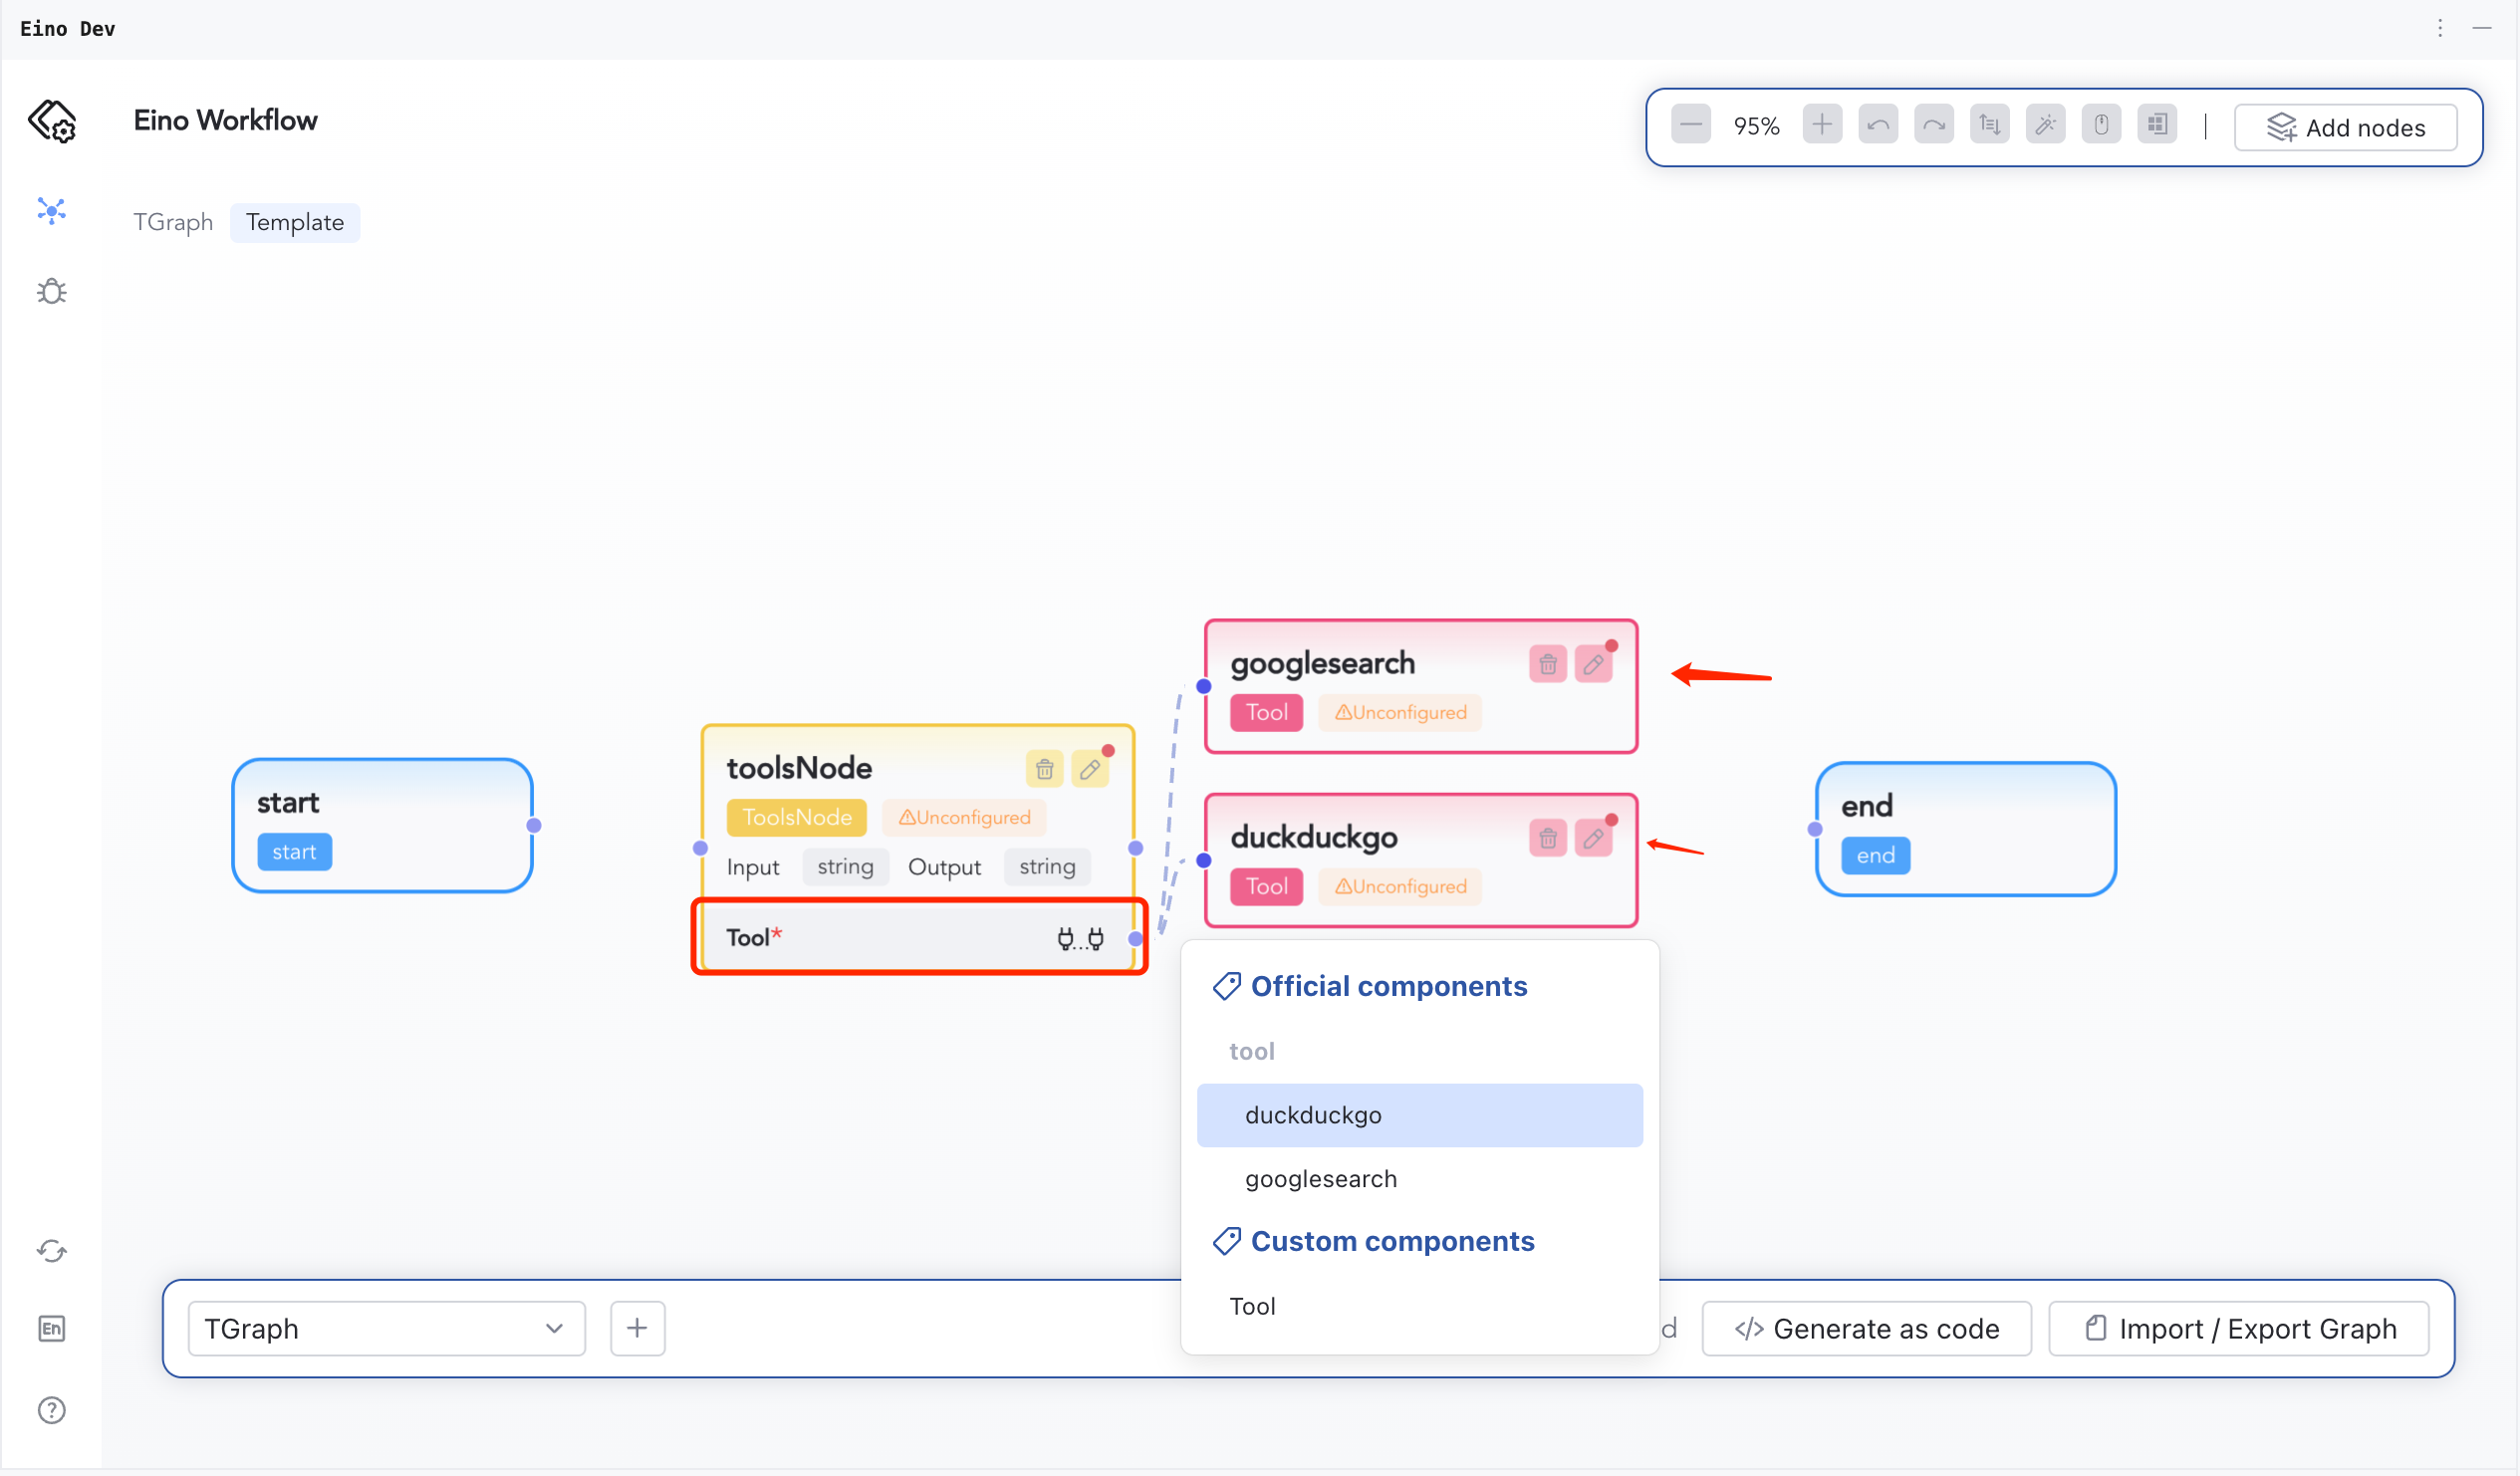 Eino Dev
Eino Workflow
95%
Add nodes
TGraph Template
start
start
toolsNode
ToolsNode Unconfigured
Input string Output string
Tool*
googlesearch
Tool Unconfigured
duckduckgo
Tool Unconfigured
end
end
Official components
tool
duckduckgo
googlesearch
Custom components
Tool
En
TGraph
d
</> Generate as code
Import / Export Graph